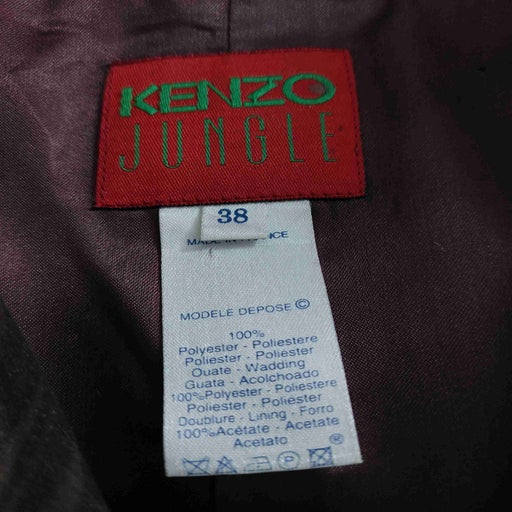 KENZO
JUNGLE
38
MADE IN
MODELE DEPOSE ©
100%
Polyester - Poliestere
Poliester - Poliester
Ouate - Wadding
Guata - Acolchoado
100%Polyester - Poliestere
Poliester - Poliester
Doublure - Lining - Forro
100%Acétate - Acetate
Acetato